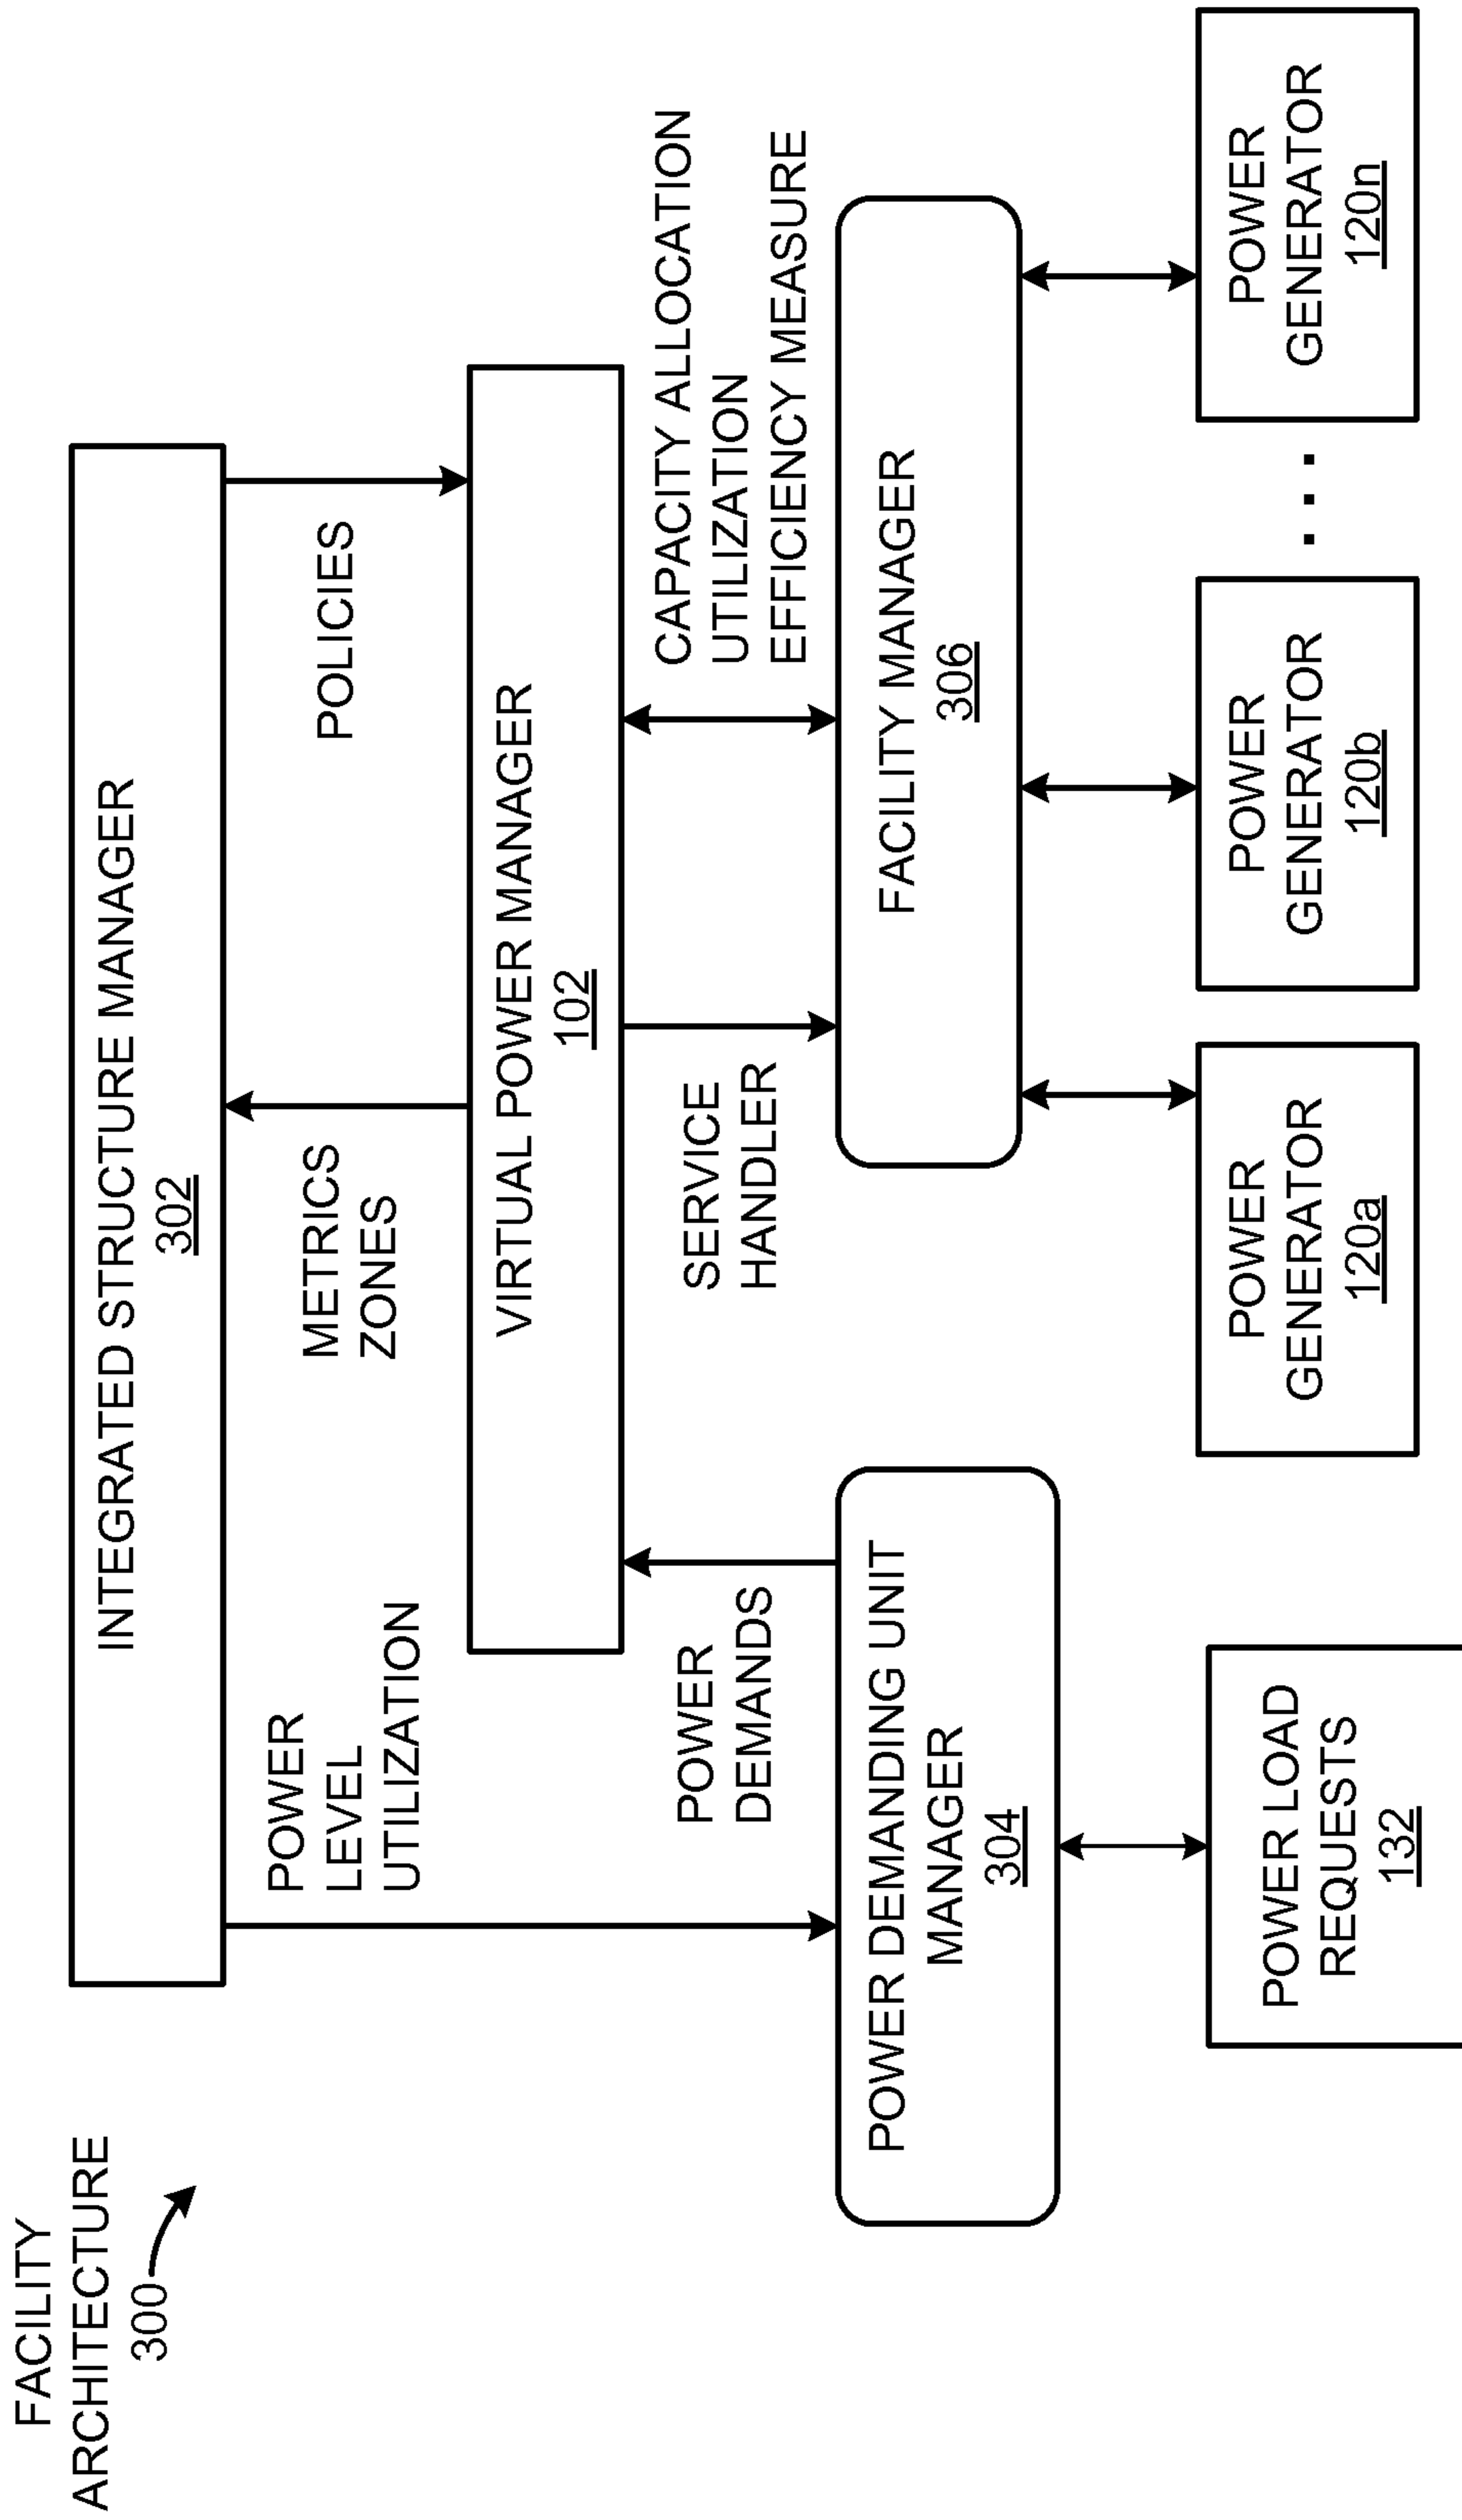 FACILITY
ARCHITECTURE
300
INTEGRATED STRUCTURE MANAGER
302
POWER
LEVEL
UTILIZATION
METRICS
ZONES
POLICIES
VIRTUAL POWER MANAGER
102
POWER
DEMANDS
SERVICE
HANDLER
CAPACITY ALLOCATION
UTILIZATION
EFFICIENCY MEASURE
POWER DEMANDING UNIT
MANAGER
304
FACILITY MANAGER
306
POWER LOAD
REQUESTS
132
POWER
GENERATOR
120a
POWER
GENERATOR
120b
. . .
POWER
GENERATOR
120n